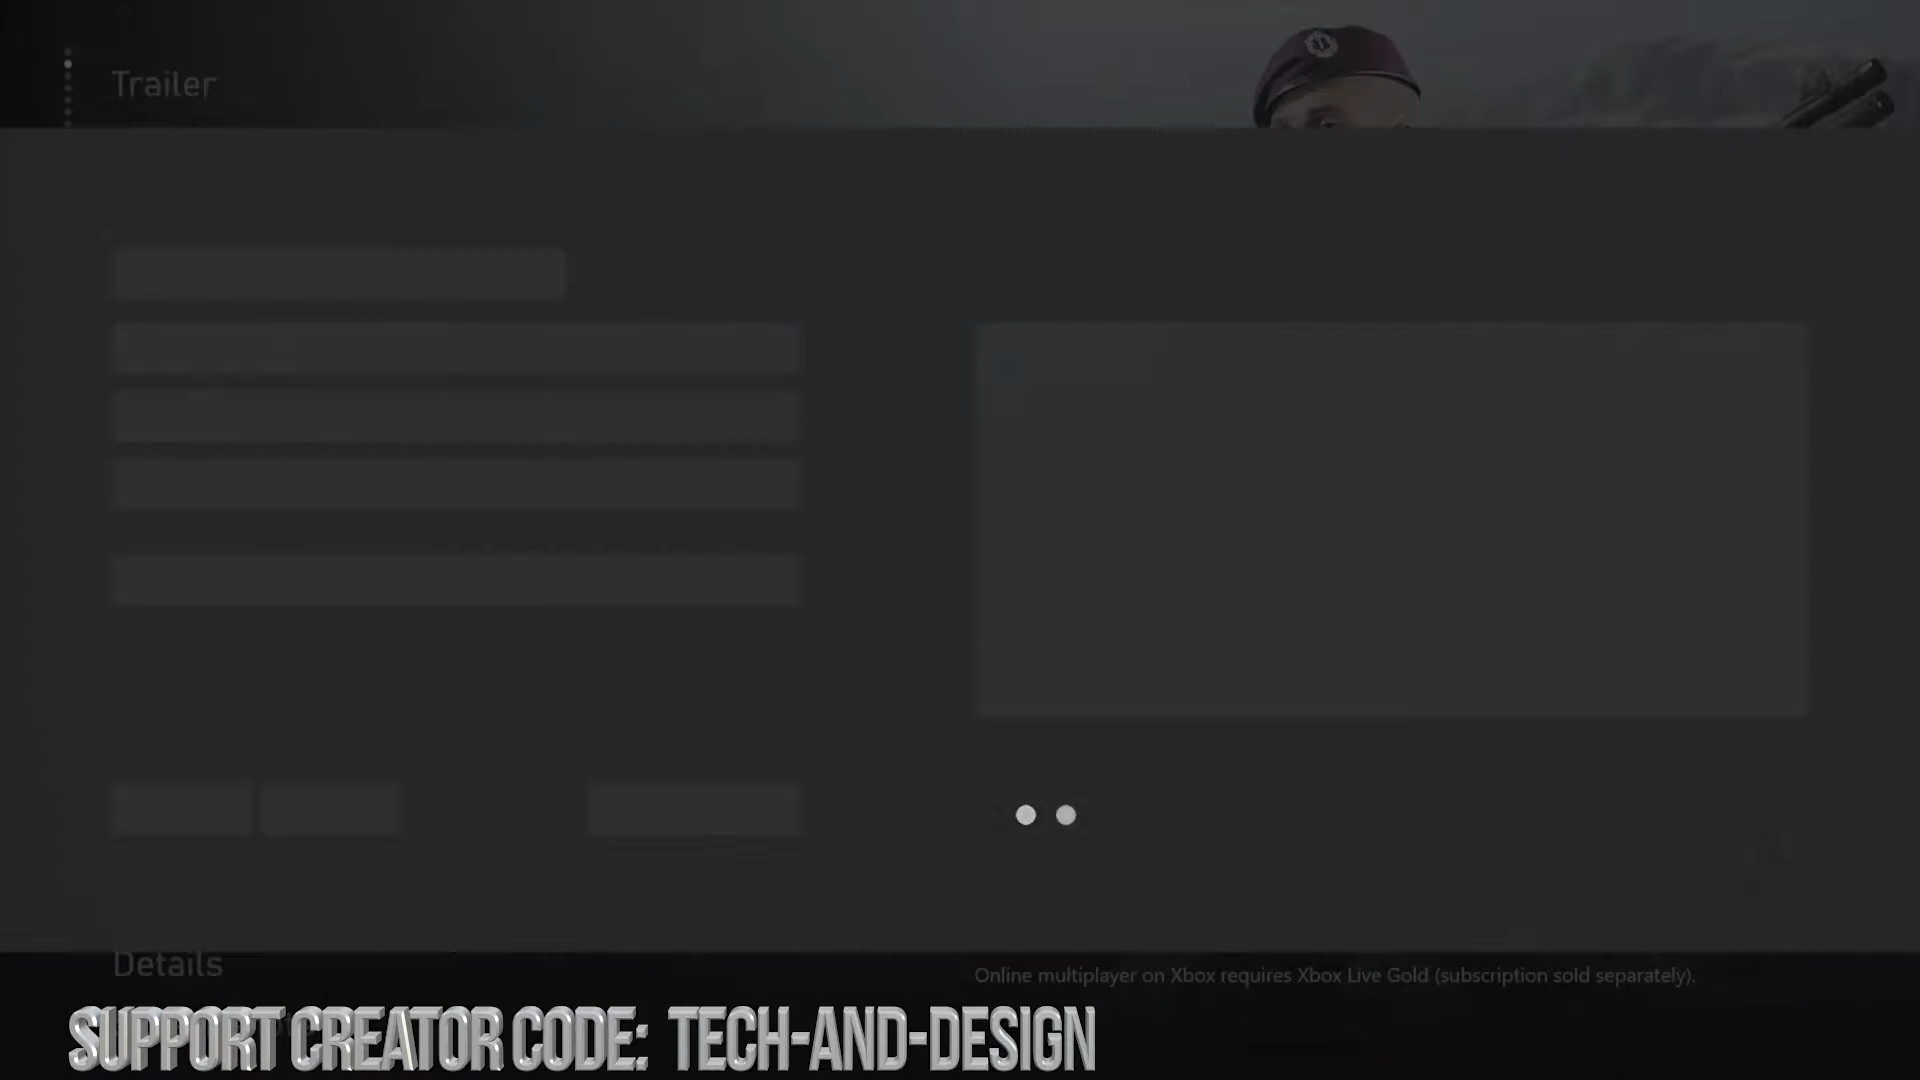 Trailer
Details
Online multiplayer on Xbox requires Xbox Live Gold (subscription sold separately).
SUPPORT CREATOR CODE: TECH-AND-DESIGN